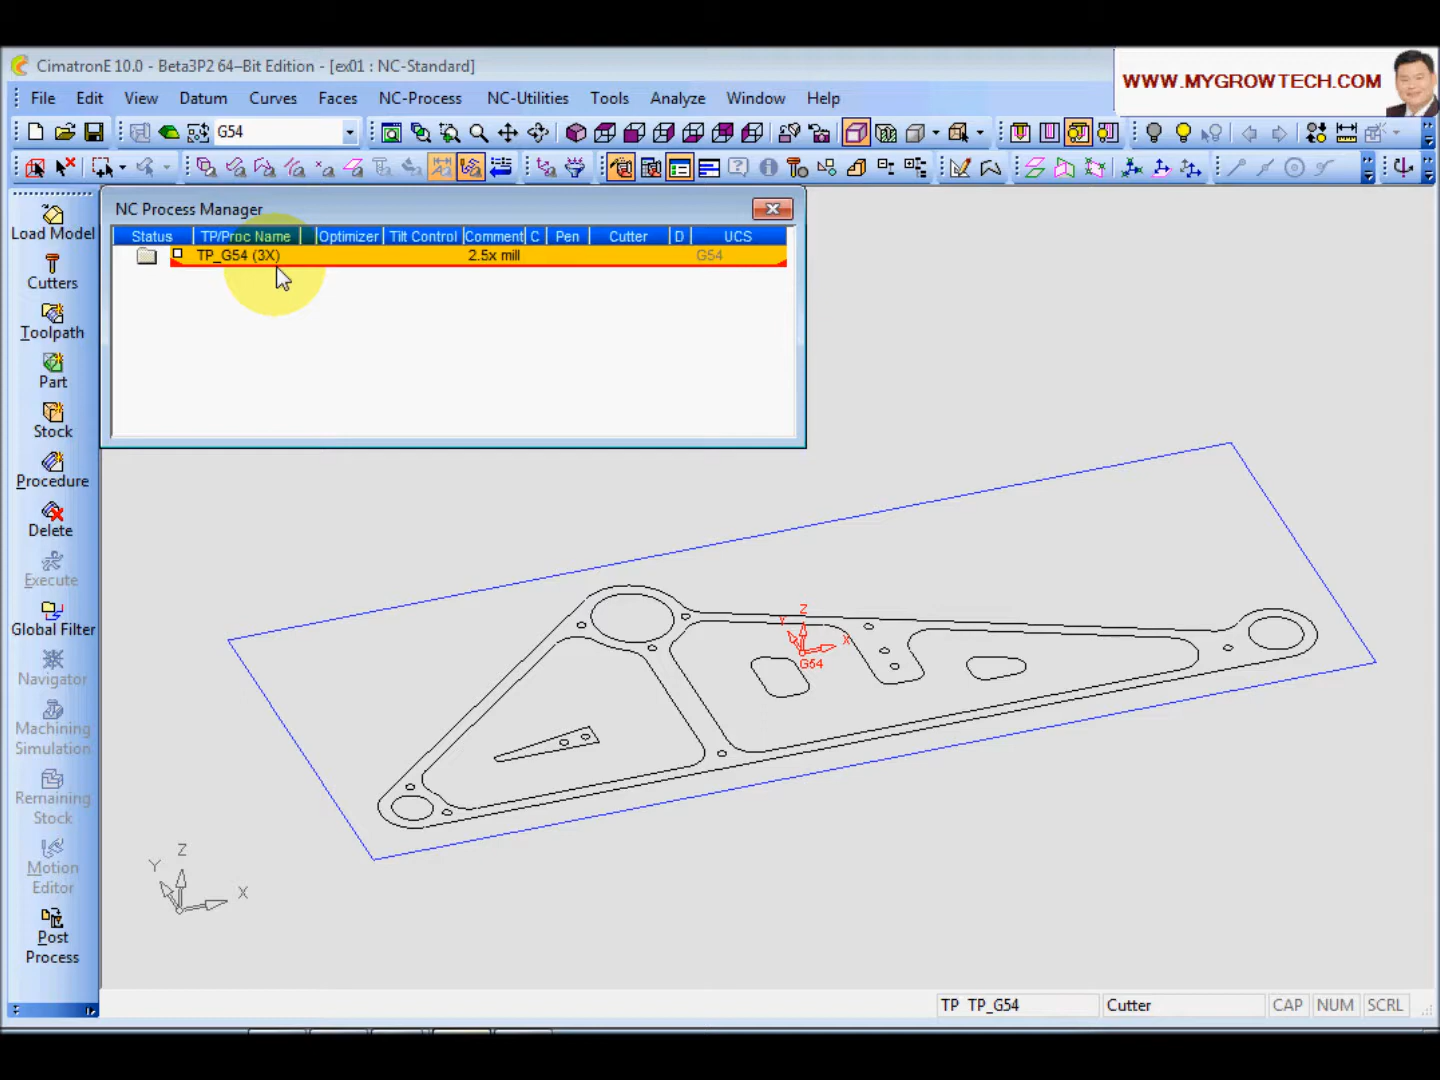 CimatronE 10.0 - Beta3P2 64–Bit Edition - [ex01 : NC-Standard]
WWW.MYGROWTECH.COM
File Edit View Datum Curves Faces NC-Process NC-Utilities Tools Analyze Window Help
G54
NC Process Manager
Status TP/Proc Name Optimizer Tilt Control Comment C Pen Cutter D UCS
TP_G54 (3X) 2.5x mill G54
Load Model
Cutters
Toolpath
Part
Stock
Procedure
Delete
Execute
Global Filter
Navigator
Machining
Simulation
Remaining
Stock
Motion
Editor
Post
Process
Z
Y
X
G54
Z
Y
X
TP TP_G54 Cutter CAP NUM SCRL